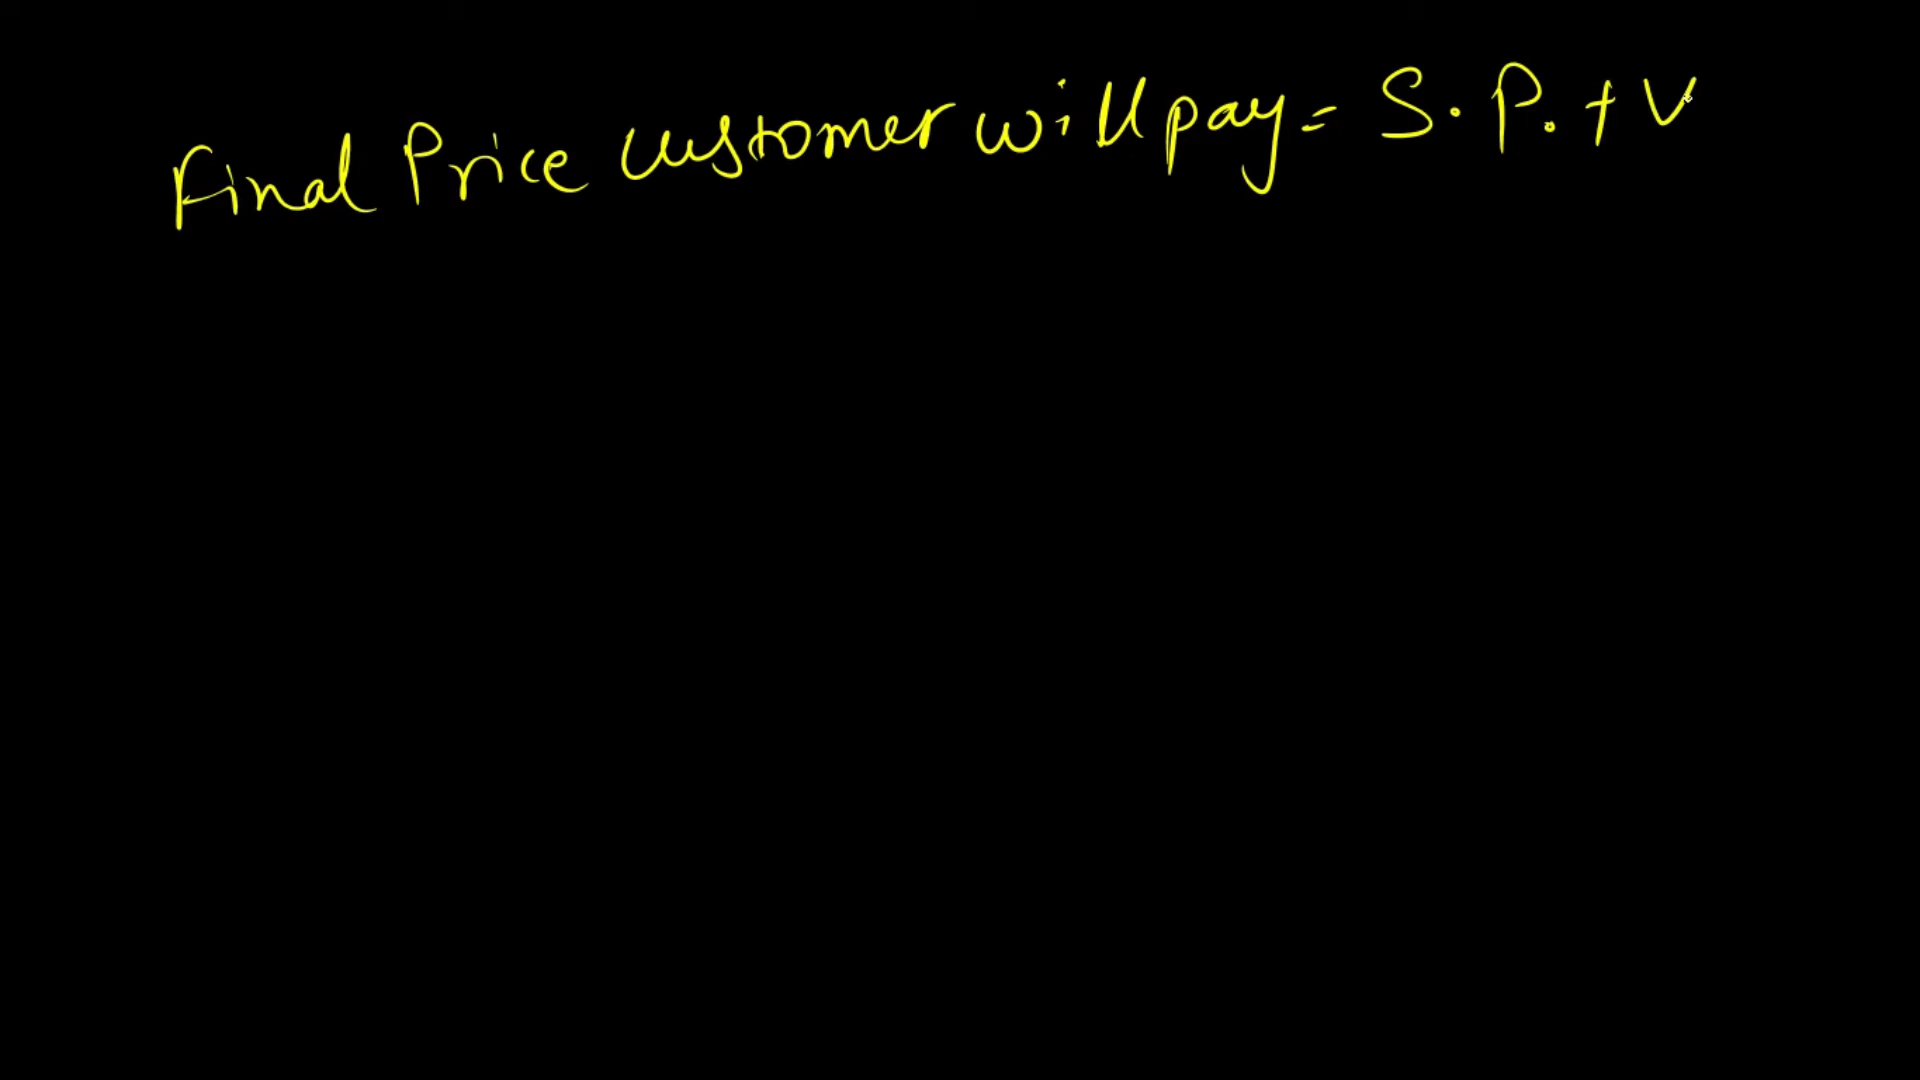 Final Price customer will pay = S.P. + V